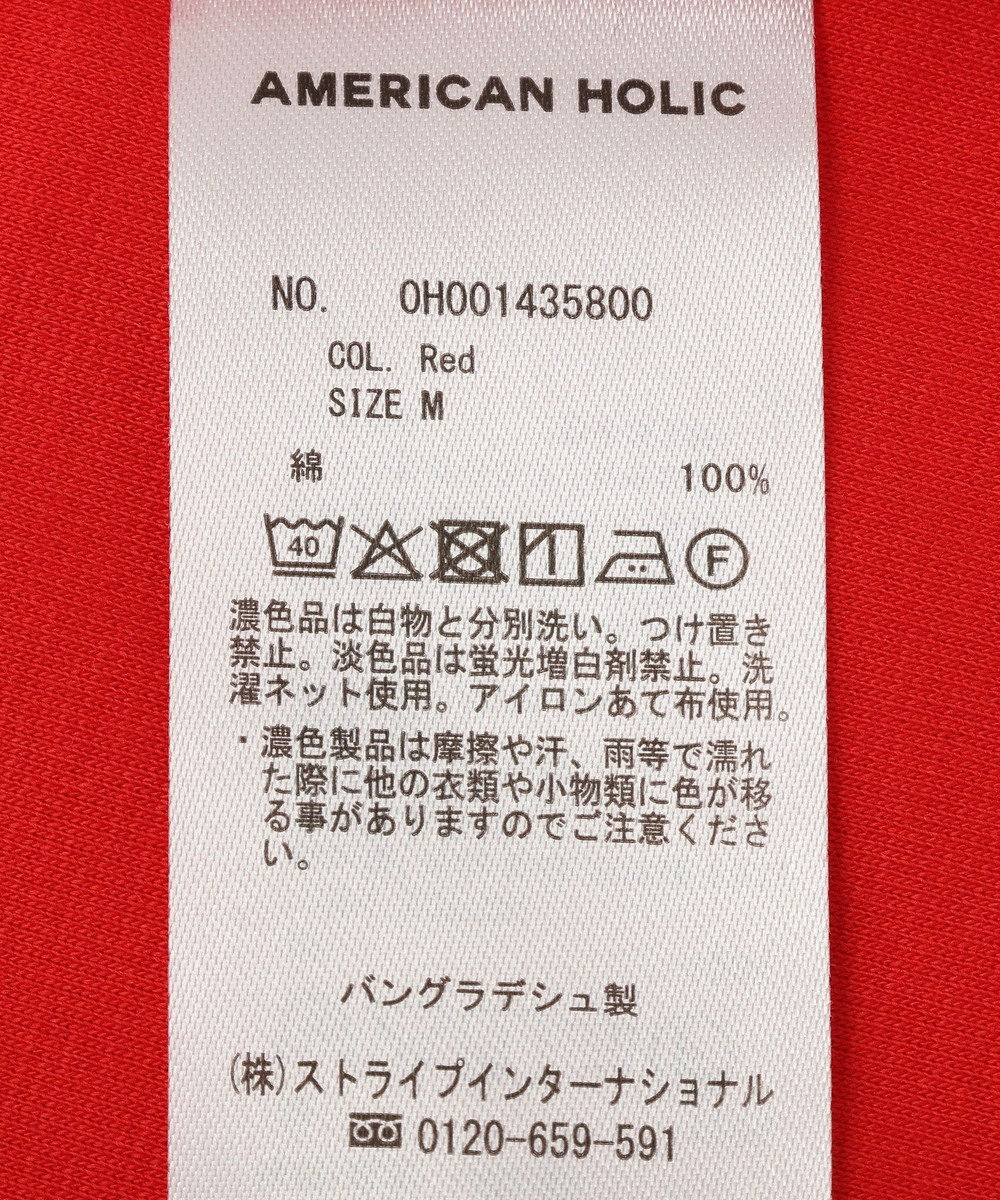 AMERICAN HOLIC
NO. 0H001435800
COL. Red
SIZE M
綿 100%
40 F
濃色品は白物と分別洗い。つけ置き
禁止。淡色品は蛍光増白剤禁止。洗
濯ネット使用。アイロンあて布使用。
・濃色製品は摩擦や汗、雨等で濡れ
た際に他の衣類や小物類に色が移
る事がありますのでご注意くださ
い。
バングラデシュ製
(株)ストライプインターナショナル
0120-659-591